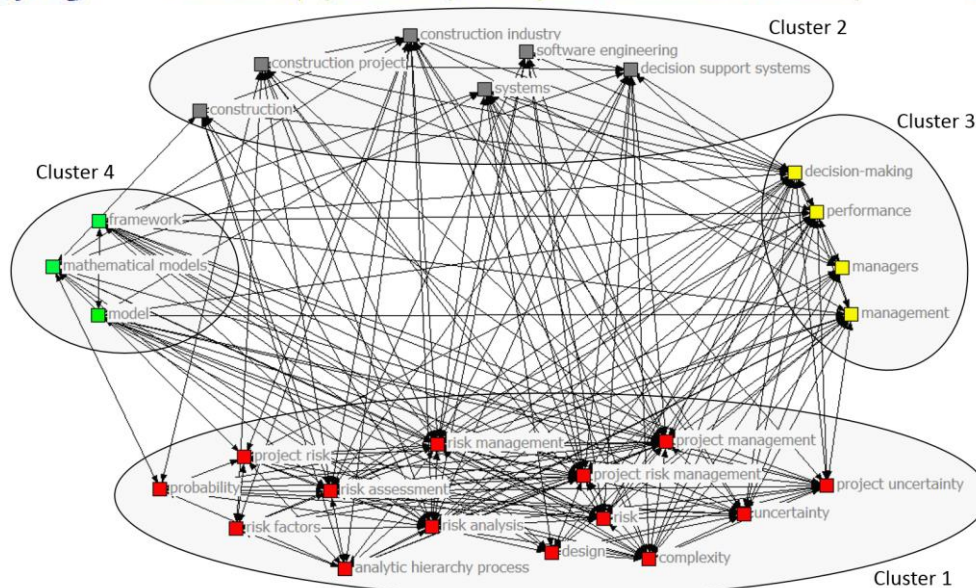 Cluster 2
construction industry
software engineering
construction project
decision support systems
systems
construction
Cluster 3
decision-making
performance
managers
management
Cluster 4
frameworks
mathematical models
model
risk management
project management
project risk
project risk management
probability
risk assessment
project uncertainty
risk factors
risk analysis
risk
uncertainty
design
complexity
analytic hierarchy process
Cluster 1